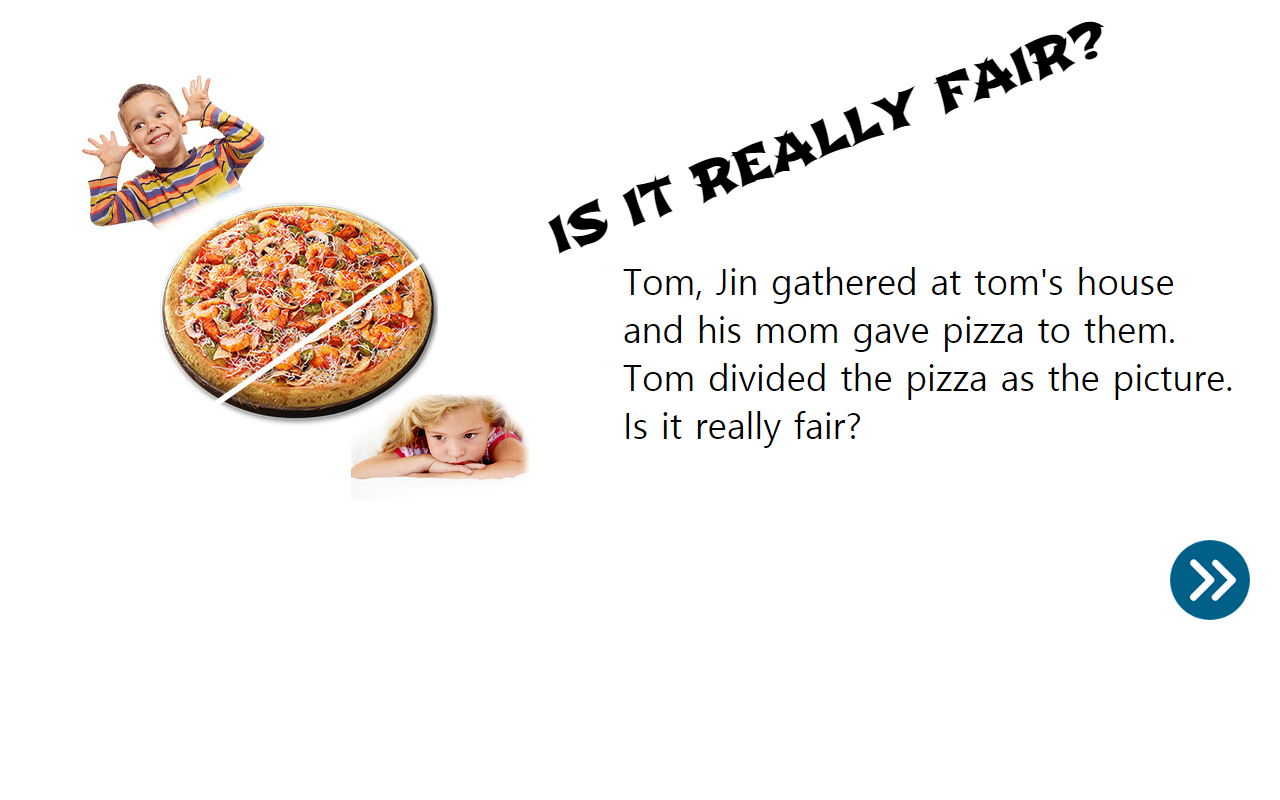 IS IT REALLY FAIR?
Tom, Jin gathered at tom's house
and his mom gave pizza to them.
Tom divided the pizza as the picture.
Is it really fair?